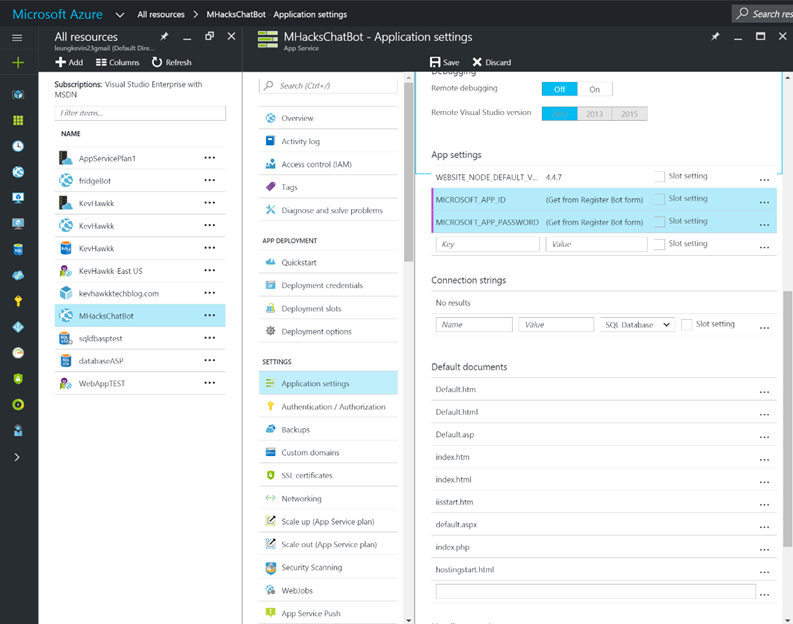 Microsoft Azure
All resources
MHacksChatBot - Application settings
Search res
All resources
leungkevin23gmail (Default Dire...
Add
Columns
Refresh
Subscriptions: Visual Studio Enterprise with
MSDN
Filter items...
NAME
AppServicePlan1
fridgeBot
KevHawkk
KevHawkk
KevHawkk
KevHawkk East US
kevhawkktechblog.com
MHacksChatBot
sqldbasptest
databaseASP
WebAppTEST
MHacksChatBot - Application settings
App Service
Save
Discard
Search (Ctrl+/)
Overview
Activity log
Access control (IAM)
Tags
Diagnose and solve problems
APP DEPLOYMENT
Quickstart
Deployment credentials
Deployment slots
Deployment options
SETTINGS
Application settings
Authentication / Authorization
Backups
Custom domains
SSL certificates
Networking
Scale up (App Service plan)
Scale out (App Service plan)
Security Scanning
WebJobs
App Service Push
Debugging
Remote debugging
Off
On
Remote Visual Studio version
2013
2015
App settings
WEBSITE_NODE_DEFAULT_V...
4.4.7
Slot setting
MICROSOFT_APP_ID
(Get from Register Bot form)
Slot setting
MICROSOFT_APP_PASSWORD
(Get from Register Bot form)
Slot setting
Key
Value
Slot setting
Connection strings
No results
Name
Value
SQL Database
Slot setting
Default documents
Default.htm
Default.html
Default.asp
index.htm
index.html
iisstart.htm
default.aspx
index.php
hostingstart.html